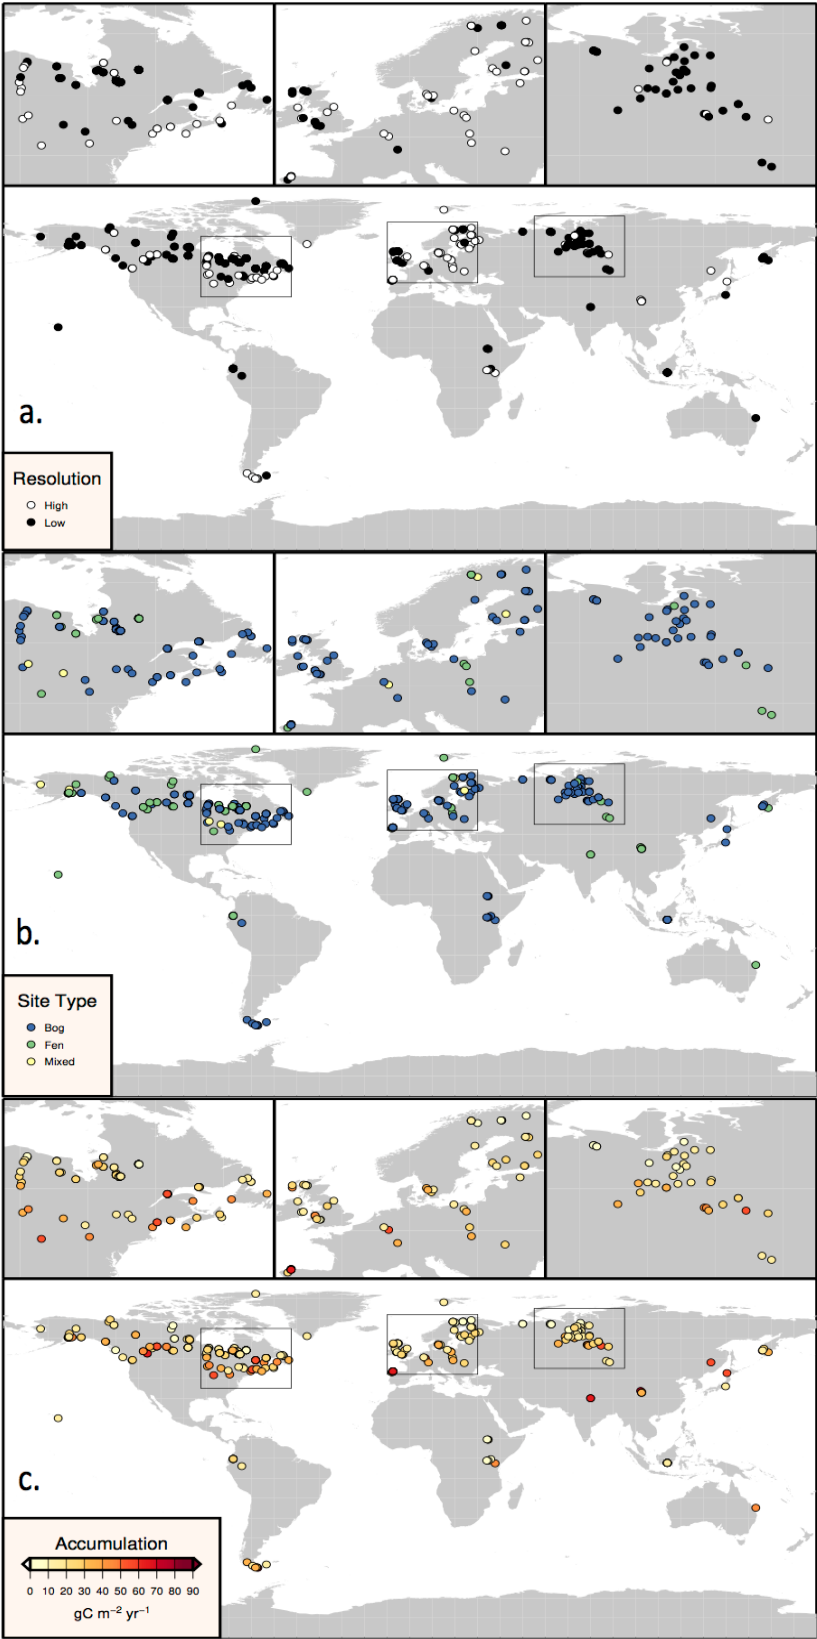 a.
Resolution
High
Low
b.
Site Type
Bog
Fen
Mixed
c.
Accumulation
0 10 20 30 40 50 60 70 80 90
gC m−2 yr−1